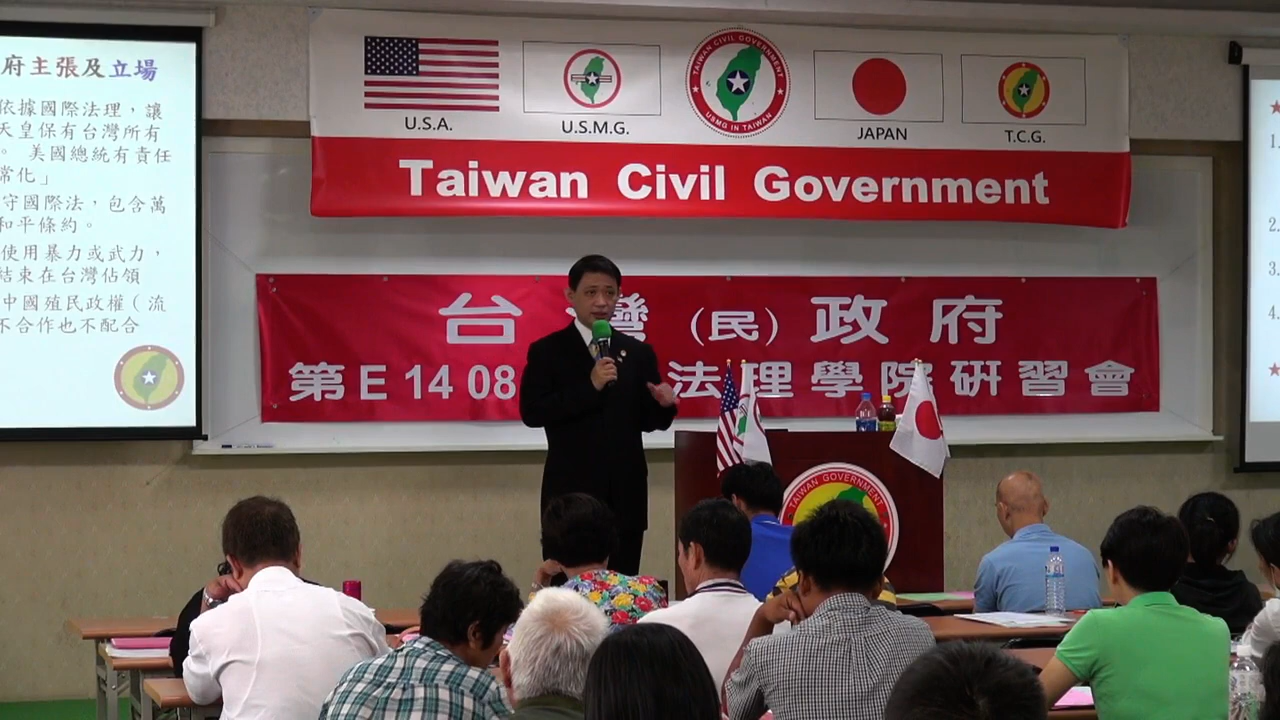 府主張及立場
依據國際法理，讓
天皇保有台灣所有
。 美國總統有責任
常化」
守國際法，包含萬
和平條約。
使用暴力或武力，
結束在台灣佔領
中國殖民政權（流
不合作也不配合
U.S.A.
U.S.M.G.
TAIWAN CIVIL GOVERNMENT
USMG IN TAIWAN
JAPAN
T.C.G.
Taiwan Civil Government
台灣（民）政府
第E 14 08 法理學院研習會
TAIWAN GOVERNMENT
1.
2.
3.
4.